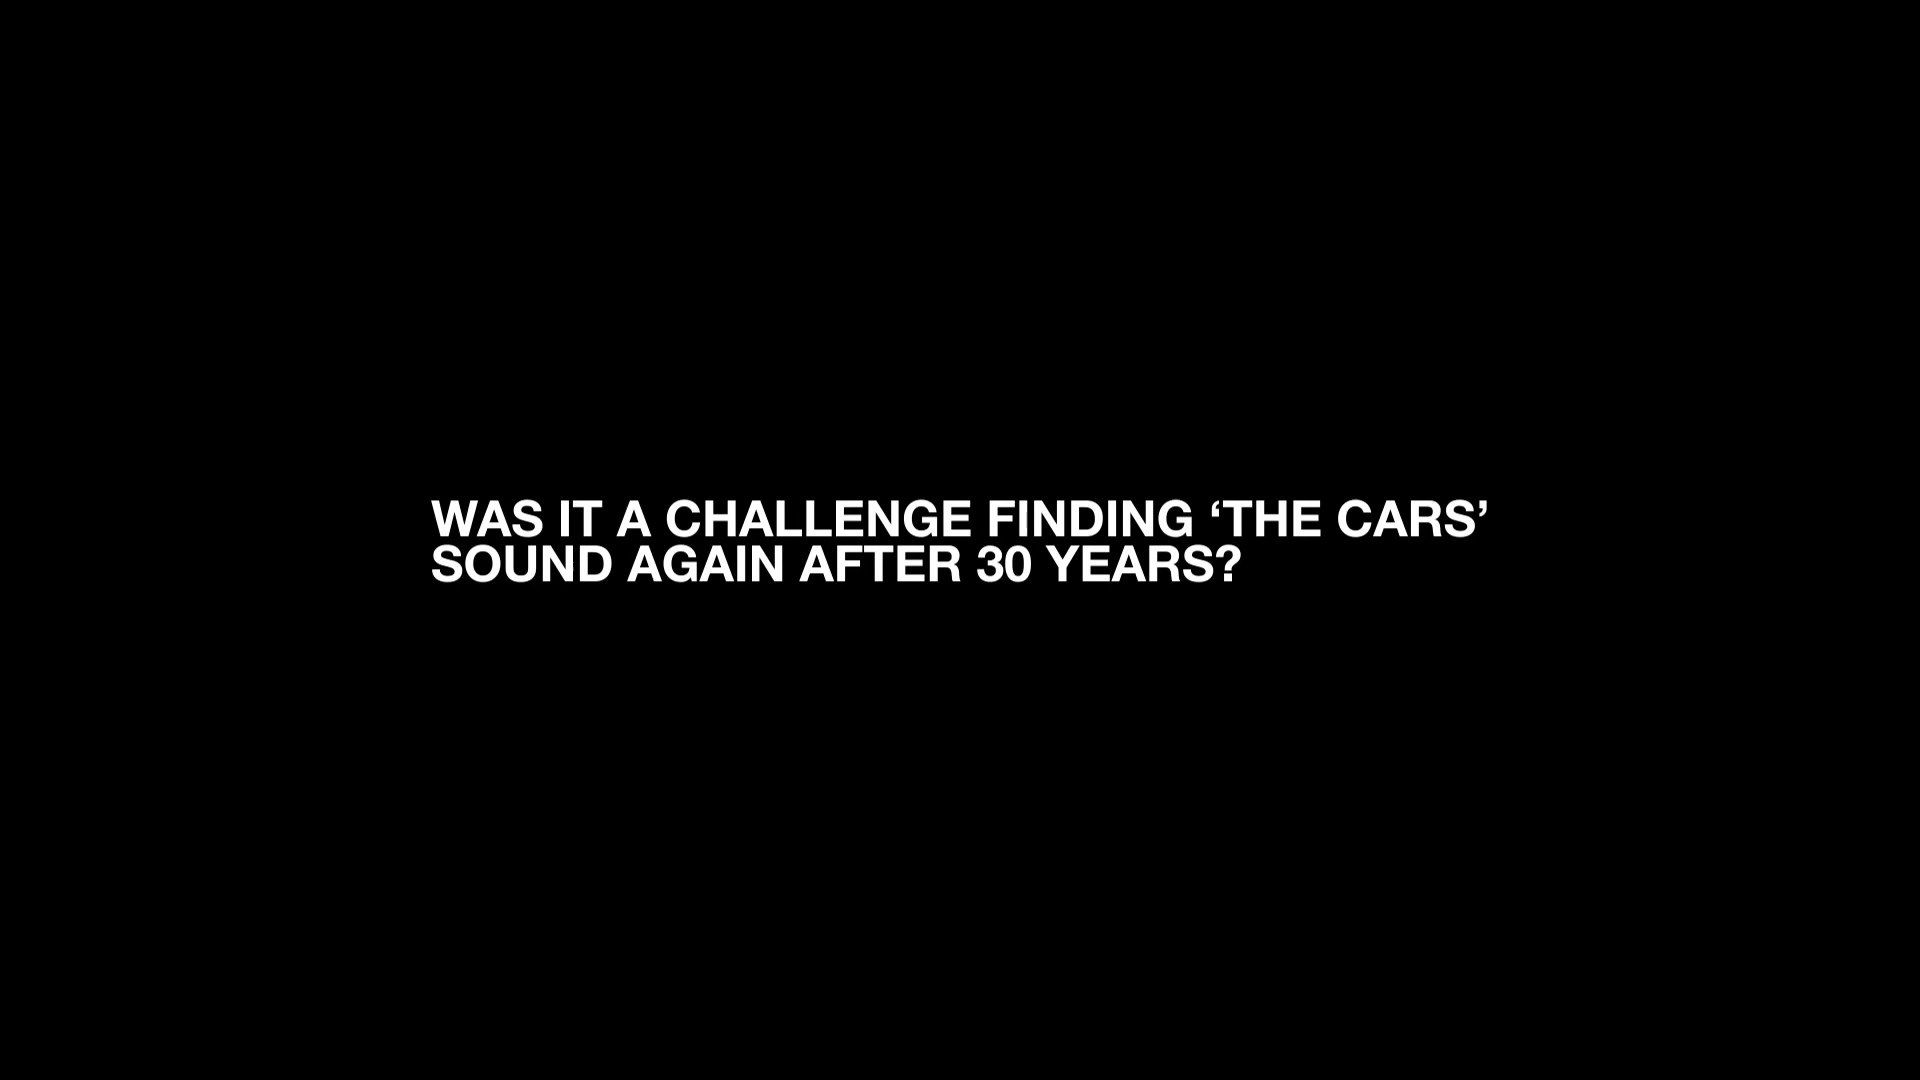 WAS IT A CHALLENGE FINDING ‘THE CARS’
SOUND AGAIN AFTER 30 YEARS?